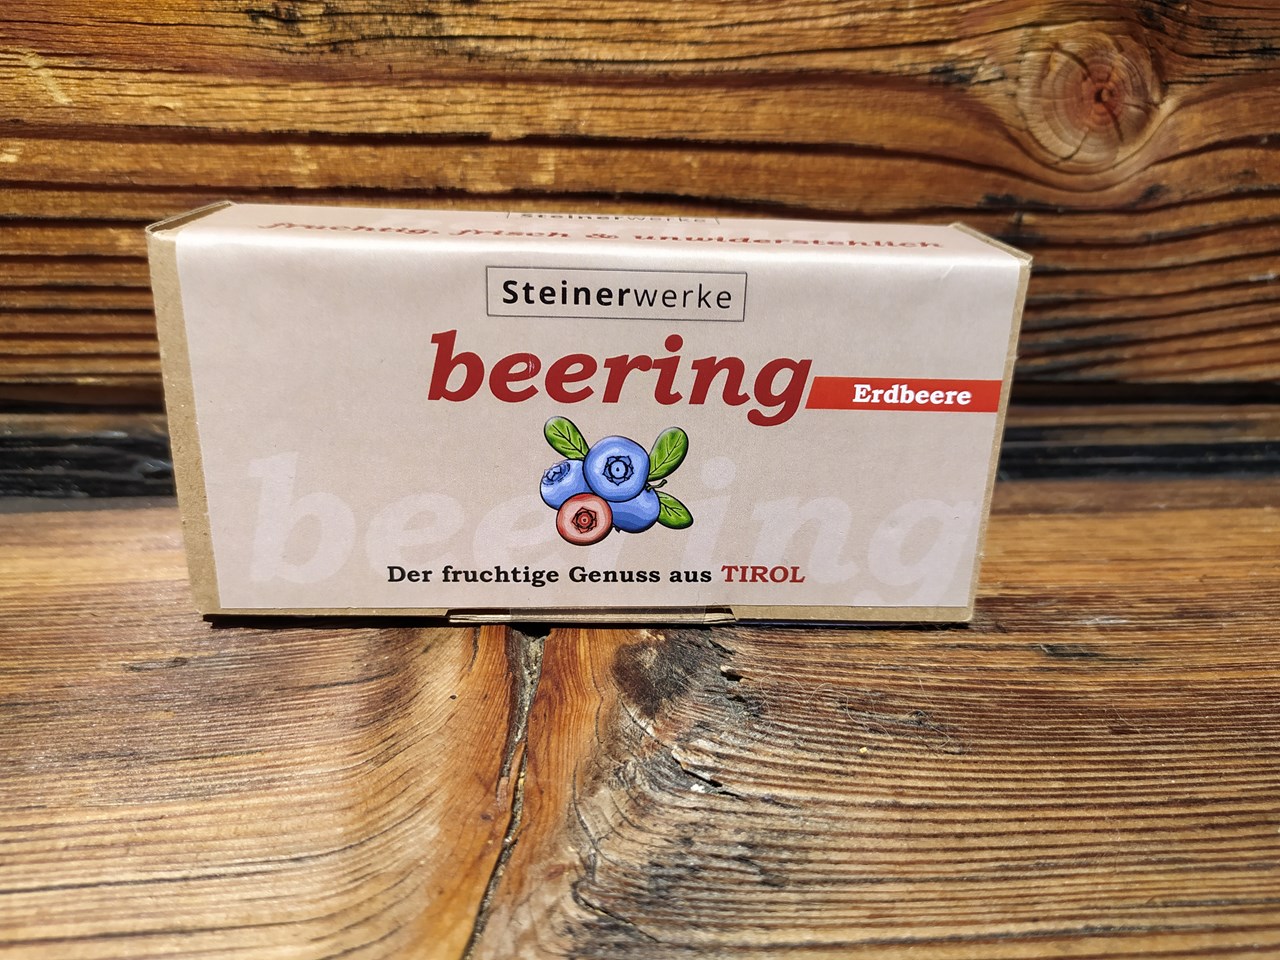 Steinerwerke
fruchtig, frisch & unwiderstehlich
Steinerwerke
beering
Erdbeere
beering
Der fruchtige Genuss aus TIROL